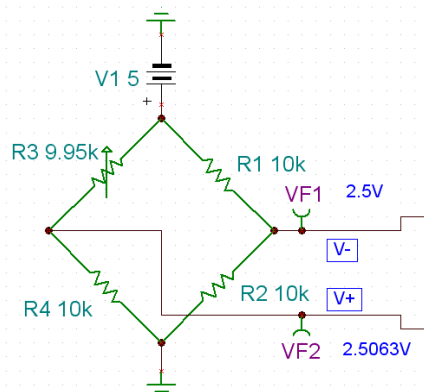 V1 5
+
R3 9.95k
R1 10k
VF1
2.5V
V-
R4 10k
R2 10k
V+
VF2
2.5063V